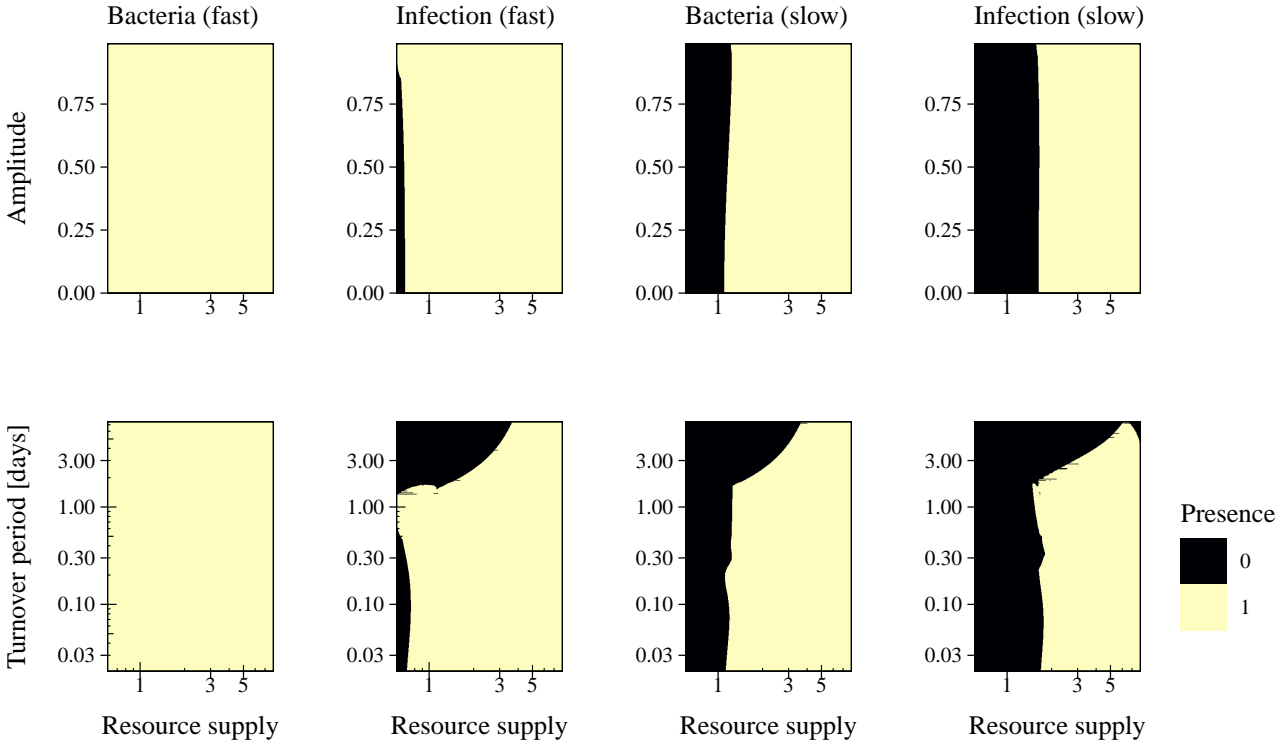 Bacteria (fast) Infection (fast) Bacteria (slow) Infection (slow)
Amplitude
0.75 0.75 0.75 0.75
0.50 0.50 0.50 0.50
0.25 0.25 0.25 0.25
0.00 0.00 0.00 0.00
1 3 5 1 3 5 1 3 5 1 3 5
Turnover period [days]
3.00 3.00 3.00 3.00
1.00 1.00 1.00 1.00
0.30 0.30 0.30 0.30
0.10 0.10 0.10 0.10
0.03 0.03 0.03 0.03
1 3 5 1 3 5 1 3 5 1 3 5
Resource supply Resource supply Resource supply Resource supply
Presence
0
1